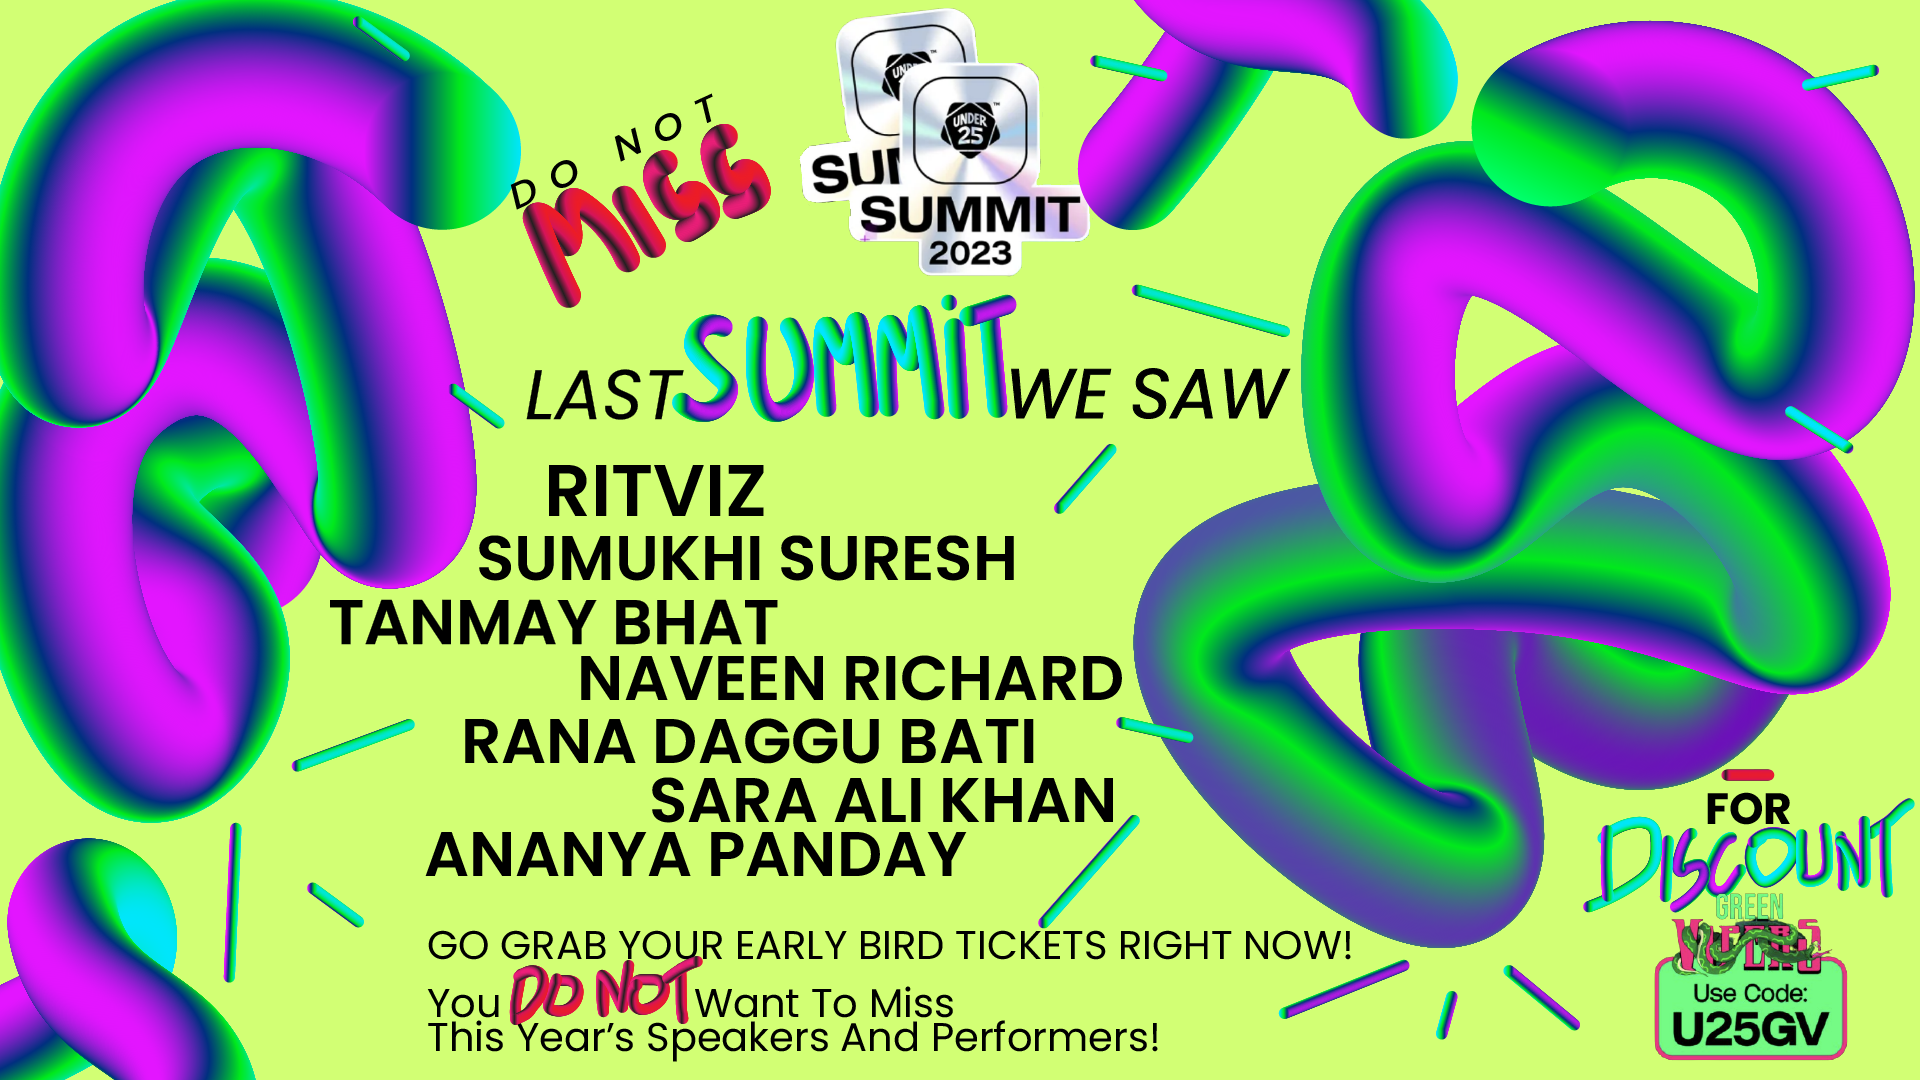 DO NOT
MISS
UNDER
25
SUMMIT
2023
LAST SUMMIT WE SAW
RITVIZ
SUMUKHI SURESH
TANMAY BHAT
NAVEEN RICHARD
RANA DAGGU BATI
SARA ALI KHAN
ANANYA PANDAY
GO GRAB YOUR EARLY BIRD TICKETS RIGHT NOW!
You DO NOT Want To Miss
This Year’s Speakers And Performers!
FOR
DISCOUNT
GREEN
VIPERS
Use Code:
U25GV